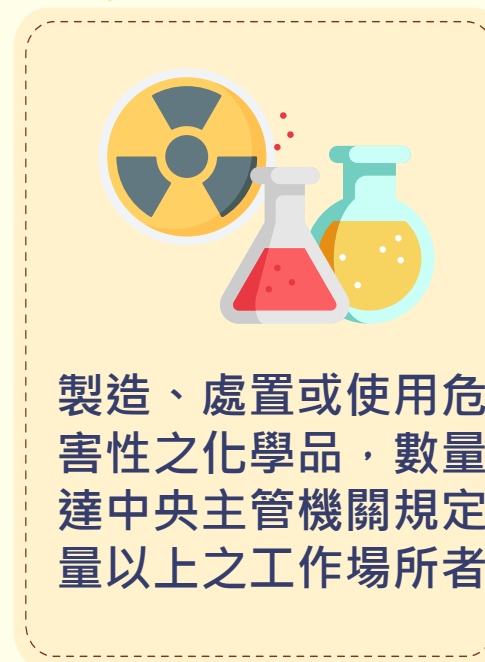 製造、處置或使用危
害性之化學品，數量
達中央主管機關規定
量以上之工作場所者